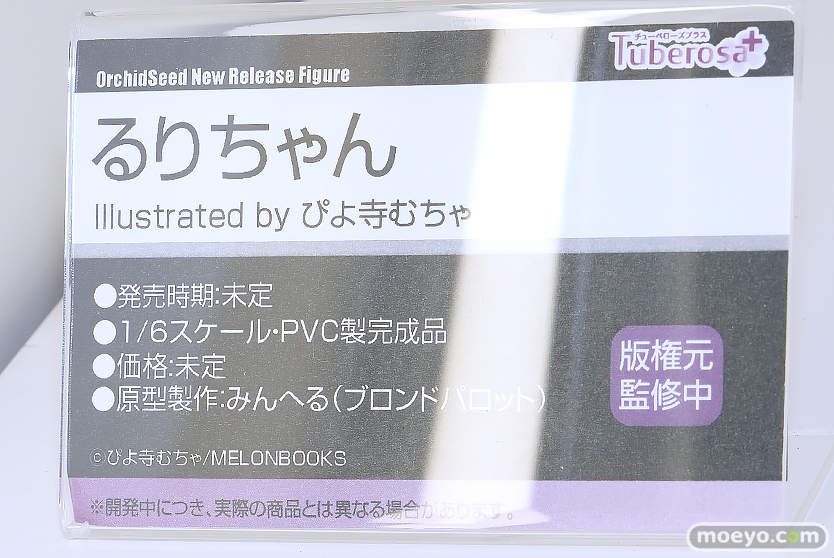 チューベローズプラス
OrchidSeed New Release Figure
Tuberosa+
るりちゃん
Illustrated by ぴよ寺むちゃ
●発売時期:未定
●1/6スケール・PVC製完成品
●価格:未定
●原型製作:みんへる(ブロンドパロット)
版権元
監修中
©ぴよ寺むちゃ/MELONBOOKS
※開発中につき、実際の商品とは異なる場合があります。
moeyo.com